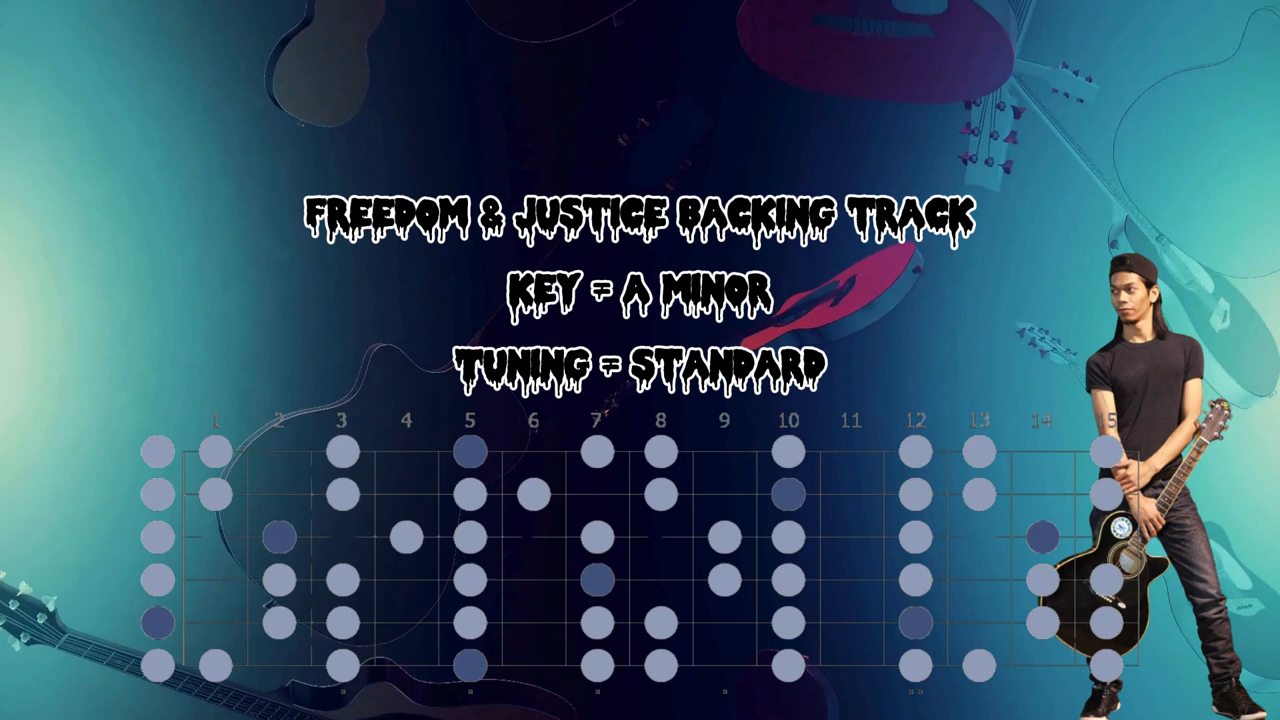 FREEDOM & JUSTICE BACKING TRACK
KEY = A MINOR
TUNING = STANDARD
1 2 3 4 5 6 7 8 9 10 11 12 13 14 15